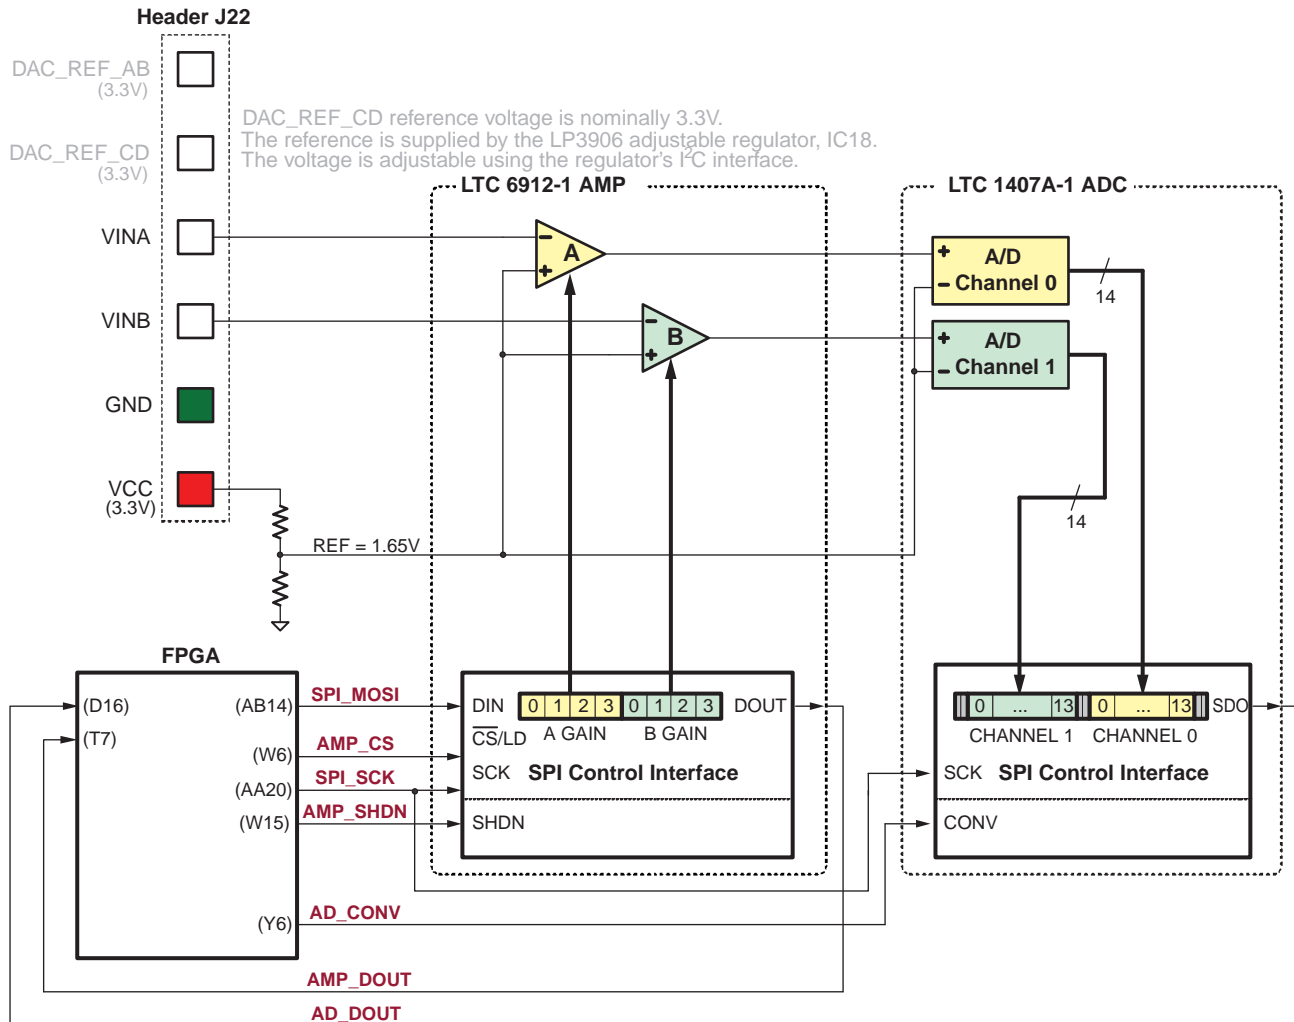 Header J22
DAC_REF_AB
(3.3V)
DAC_REF_CD
(3.3V)
DAC_REF_CD reference voltage is nominally 3.3V.
The reference is supplied by the LP3906 adjustable regulator, IC18.
The voltage is adjustable using the regulator's I²C interface.
LTC 6912-1 AMP
LTC 1407A-1 ADC
VINA
- A +
+ A/D
- Channel 0
14
VINB
- B +
+ A/D
- Channel 1
14
GND
VCC
(3.3V)
REF = 1.65V
FPGA
(D16)
(T7)
(AB14)
(W6)
(AA20)
(W15)
(Y6)
SPI_MOSI
AMP_CS
SPI_SCK
AMP_SHDN
AD_CONV
AMP_DOUT
AD_DOUT
DIN
0 1 2 3 0 1 2 3
DOUT
A GAIN B GAIN
CS/LD
SCK SPI Control Interface
SHDN
0 ... 13 0 ... 13 SDO
CHANNEL 1 CHANNEL 0
SCK SPI Control Interface
CONV